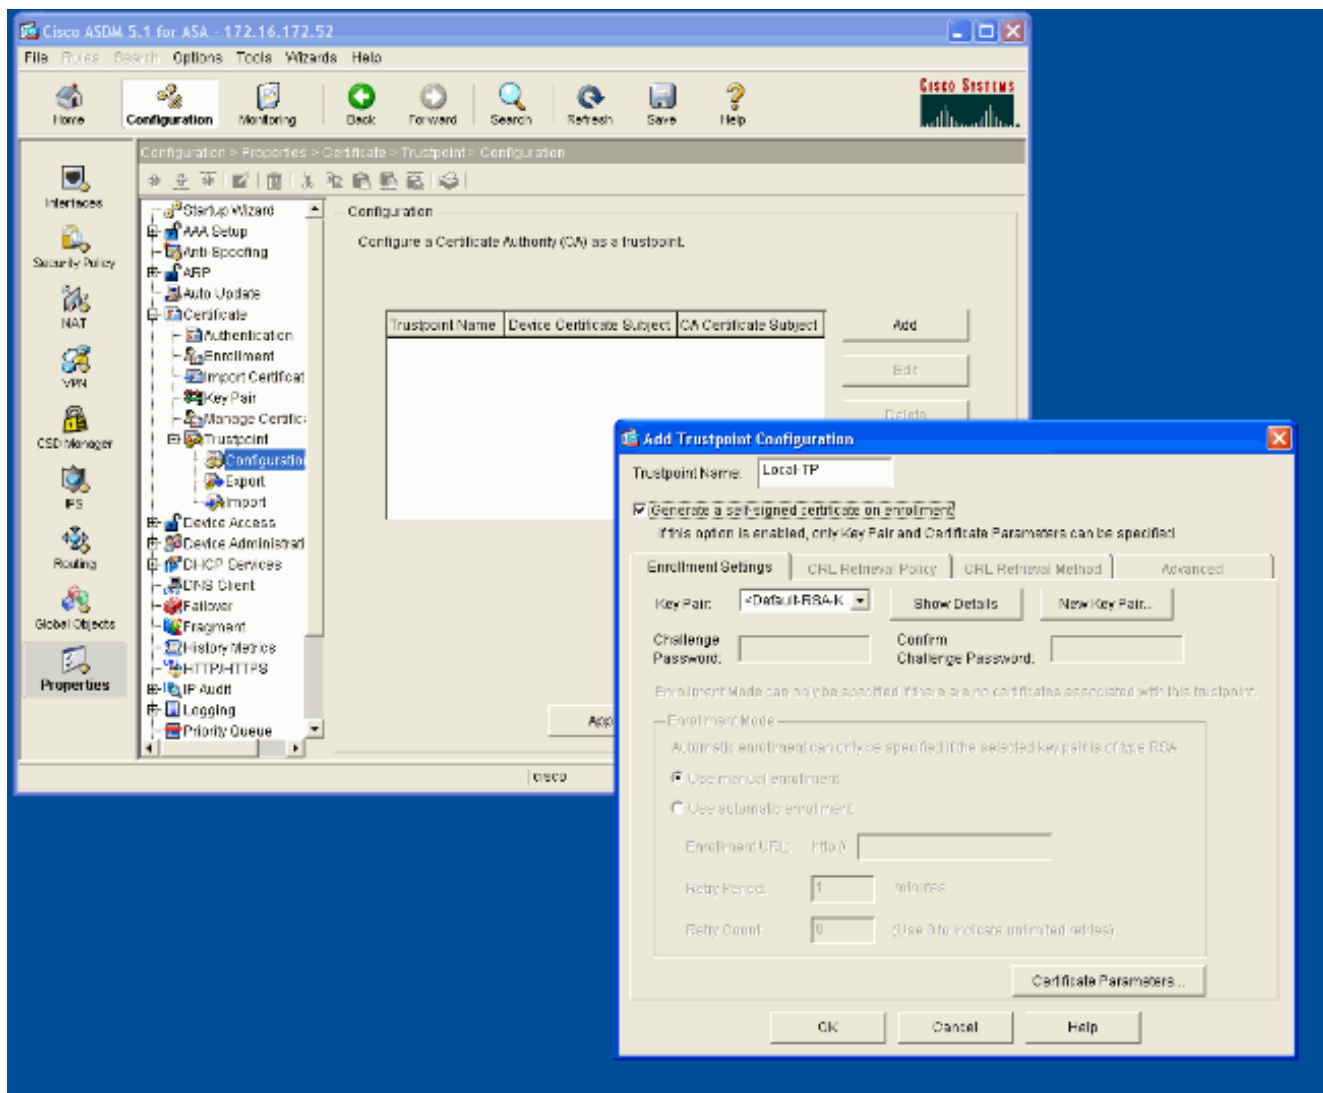 Cisco ASDM 5.1 for ASA - 172.16.172.52
File Rules Search Options Tools Wizards Help
Home Configuration Monitoring Back Forward Search Refresh Save Help
CISCO SYSTEMS
Configuration > Properties > Certificate > Trustpoint > Configuration
Interfaces
Security Policy
NAT
VPN
CSD Manager
IPS
Routing
Global Objects
Properties
Startup Wizard
AAA Setup
Anti-Spoofing
ARP
Auto Update
Certificate
Authentication
Enrollment
Import Certificat
Key Pair
Manage Certific
Trustpoint
Configuratio
Export
Import
Device Access
Device Administrati
DHCP Services
DNS Client
Failover
Fragment
History Metrics
HTTP/HTTPS
IP Audit
Logging
Priority Queue
Configuration
Configure a Certificate Authority (CA) as a trustpoint.
Trustpoint Name Device Certificate Subject CA Certificate Subject
Add
Edit
Delete
App
cisco
Add Trustpoint Configuration
Trustpoint Name: Local-TP
Generate a self-signed certificate on enrollment
If this option is enabled, only Key Pair and Certificate Parameters can be specified
Enrollment Settings CRL Retrieval Policy CRL Retrieval Method Advanced
Key Pair: <Default-RSA-K... Show Details New Key Pair...
Challenge Password: Confirm Challenge Password:
Enrollment Mode can only be specified if there are no certificates associated with this trustpoint.
Enrollment Mode
Automatic enrollment can only be specified if the selected key pair is of type RSA
Use manual enrollment
Use automatic enrollment
Enrollment URL: http://
Retry Period: 1 minutes
Retry Count: 0 (Use 0 to indicate unlimited retries)
Certificate Parameters...
OK Cancel Help